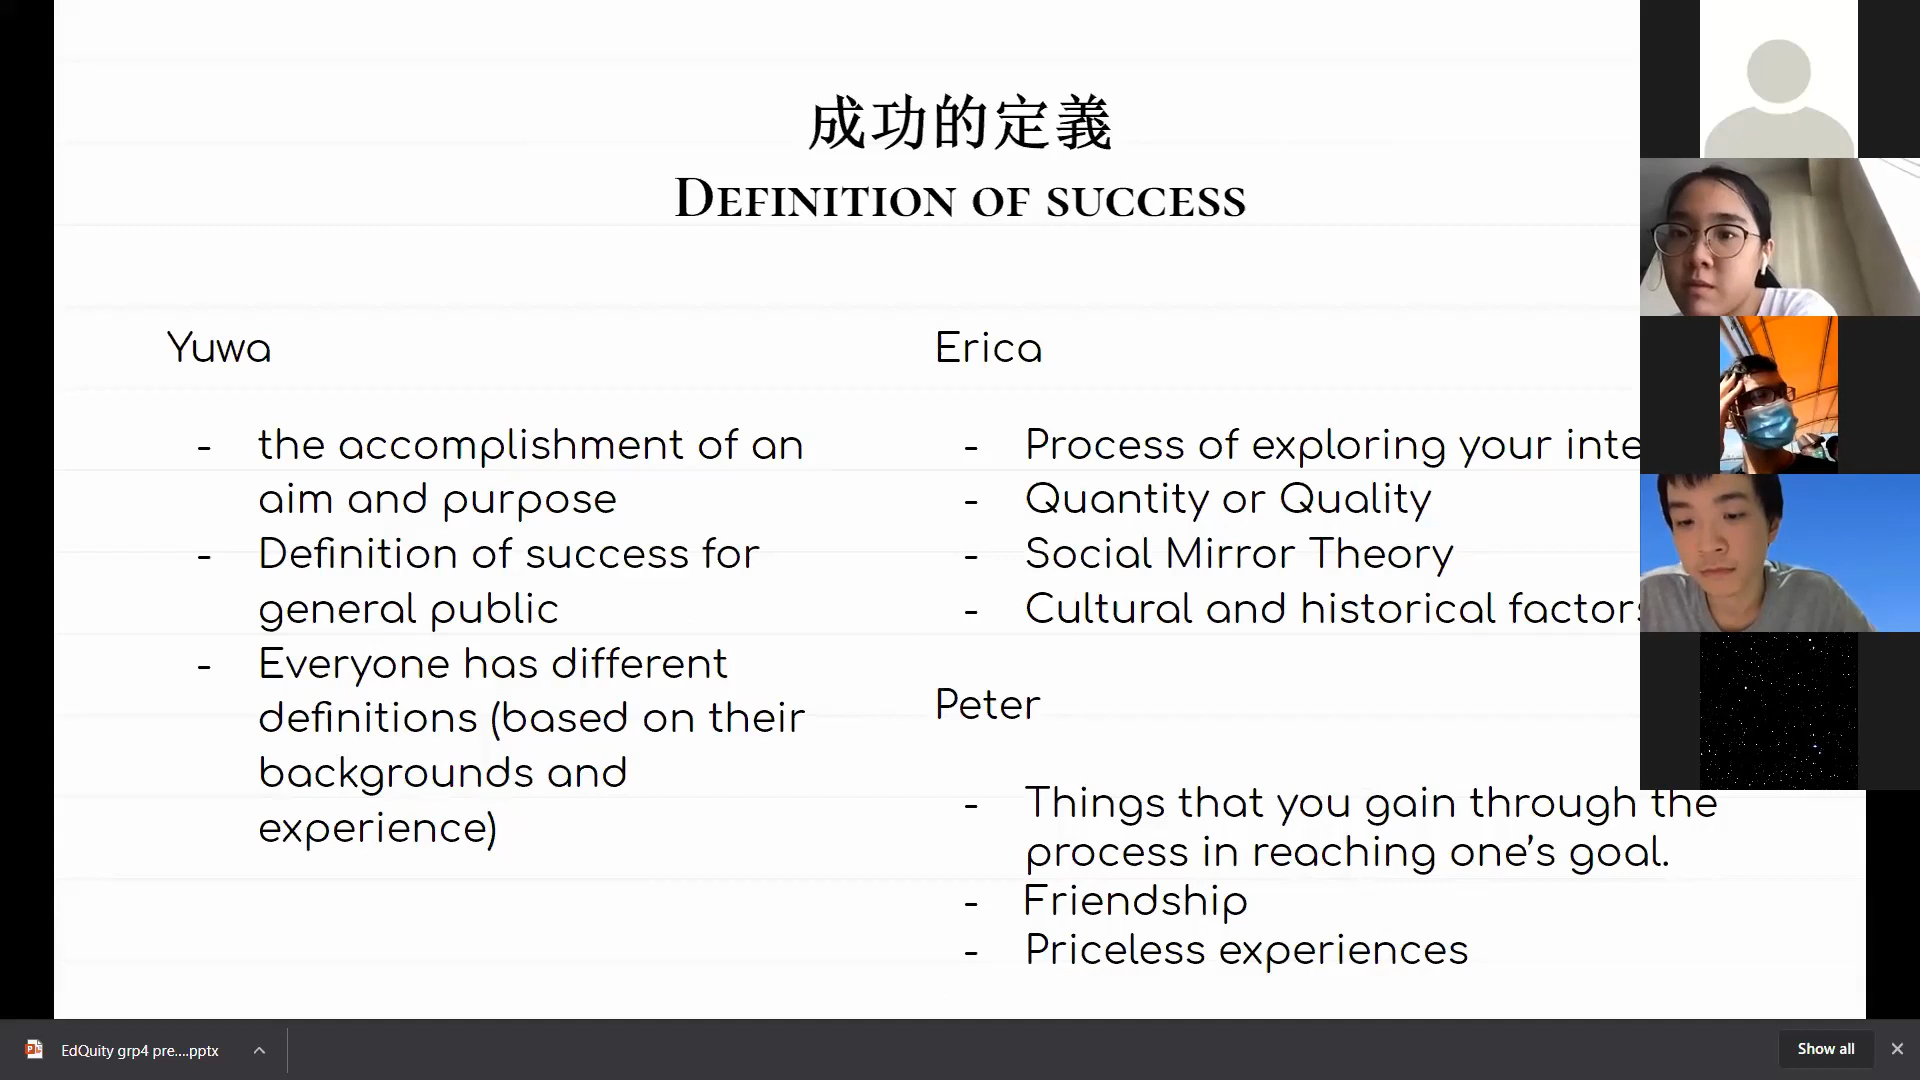 成功的定義
Definition of success
Yuwa
- the accomplishment of an
aim and purpose
- Definition of success for
general public
- Everyone has different
definitions (based on their
backgrounds and
experience)
Erica
- Process of exploring your
- Quantity or Quality
- Social Mirror Theory
- Cultural and historical factors
Peter
- Things that you gain through the
process in reaching one’s goal.
- Friendship
- Priceless experiences
EdQuity grp4 pre....pptx
Show all